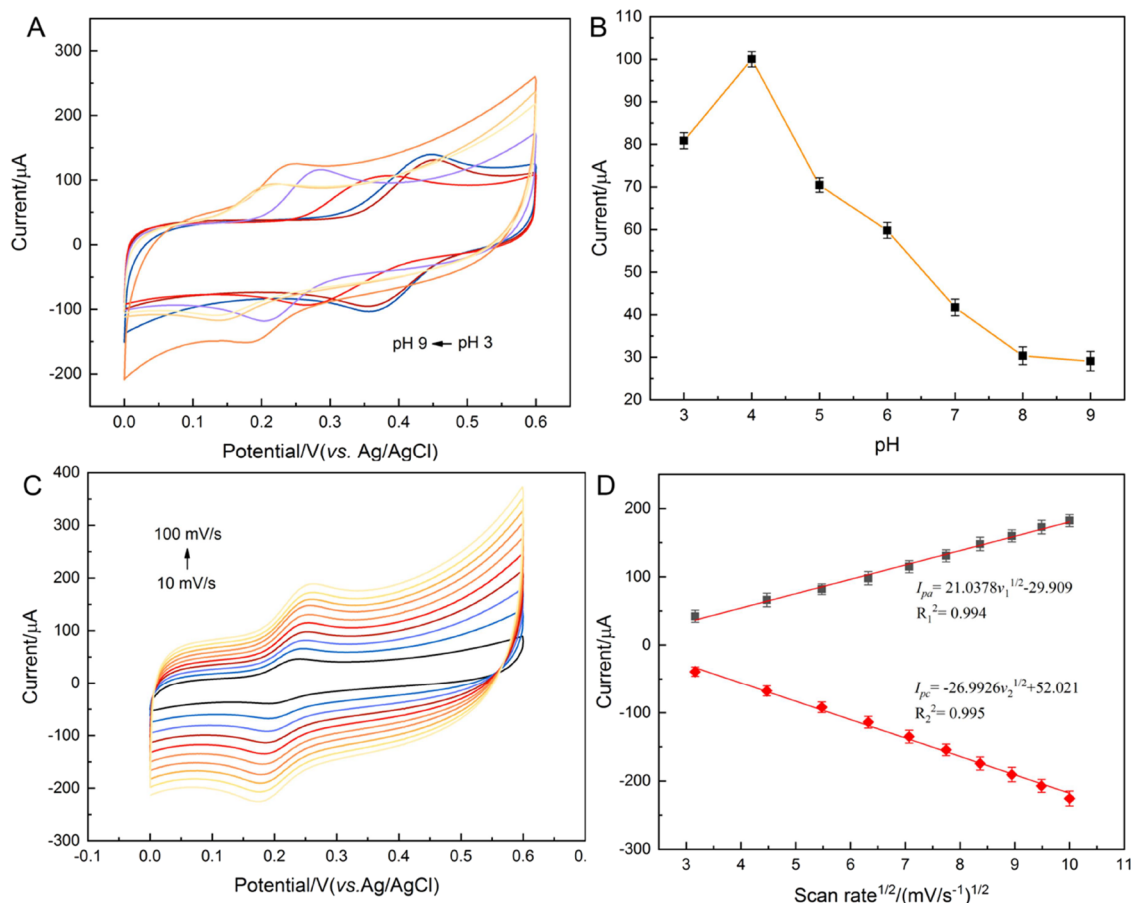 A
300
200
100
0
-100
-200
Current/μA
pH 9 ← pH 3
0.0 0.1 0.2 0.3 0.4 0.5 0.6
Potential/V(vs. Ag/AgCl)
B
110
100
90
80
70
60
50
40
30
20
Current/μA
3 4 5 6 7 8 9
pH
C
400
300
200
100
0
-100
-200
-300
Current/μA
100 mV/s
10 mV/s
-0.1 0.0 0.1 0.2 0.3 0.4 0.5 0.6 0.
Potential/V(vs.Ag/AgCl)
D
200
100
0
-100
-200
-300
Current/μA
Ipa = 21.0378v₁^1/2-29.909
R₁²= 0.994
Ipc= -26.9926v₂^1/2+52.021
R₂²= 0.995
3 4 5 6 7 8 9 10 11
Scan rate^1/2/(mV/s⁻¹)^1/2